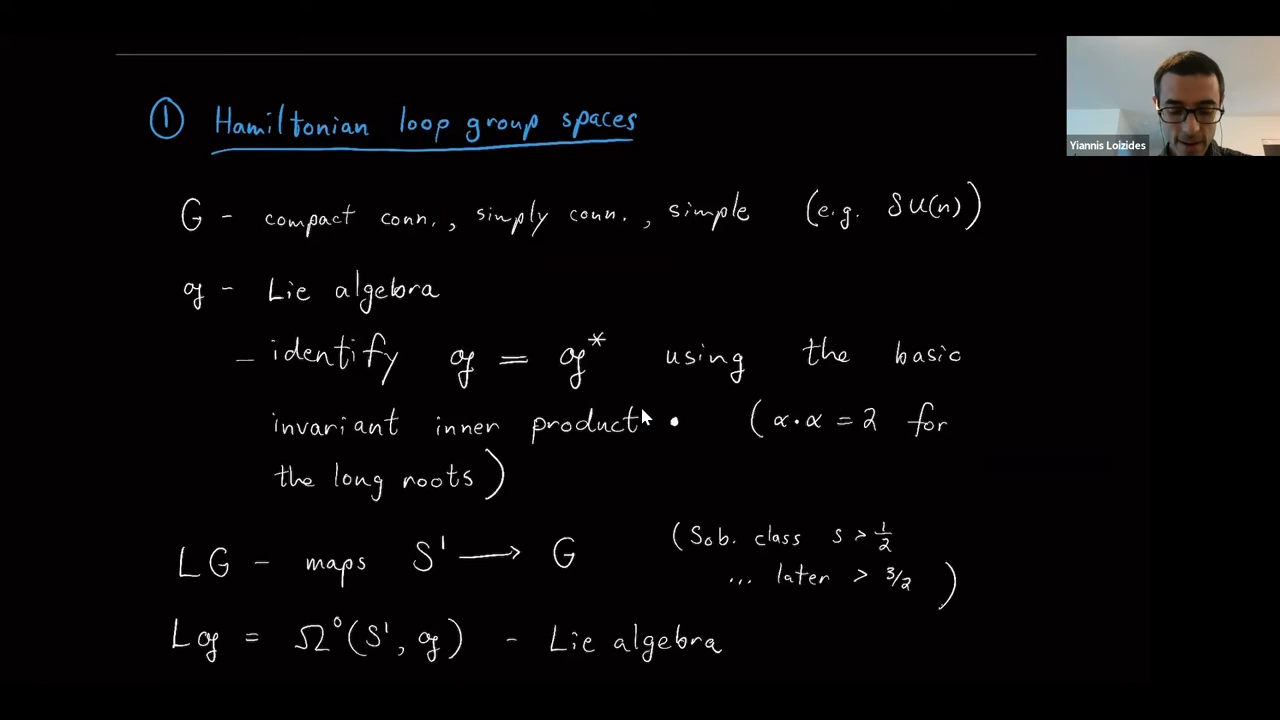 ① Hamiltonian loop group spaces
G - compact conn., simply conn., simple (e.g. SU(n))
𝔤 - Lie algebra
- identify 𝔤 = 𝔤* using the basic
invariant inner product • (α·α = 2 for
the long roots)
LG - maps S¹ → G (Sob. class s > 1/2
... later > 3/2)
L𝔤 = Ω⁰(S¹, 𝔤) - Lie algebra
Yiannis Loizides